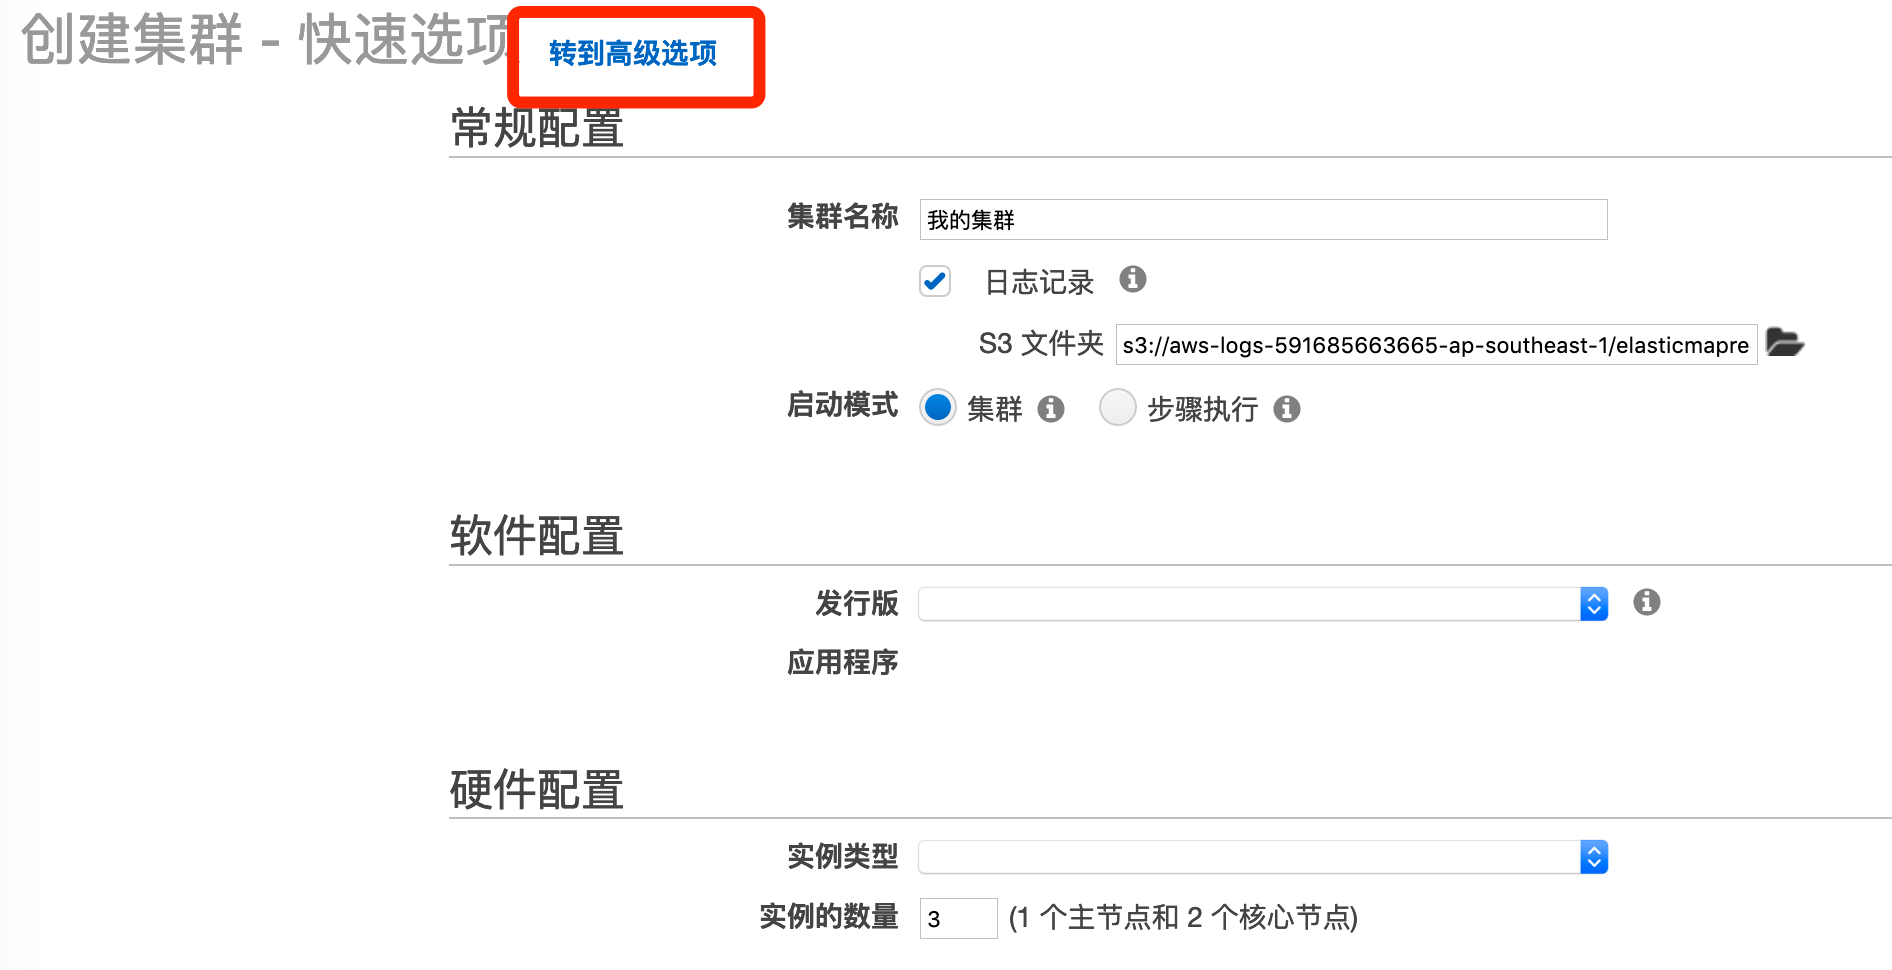 创建集群 - 快速选项 转到高级选项
常规配置
集群名称 我的集群
日志记录
S3 文件夹 s3://aws-logs-591685663665-ap-southeast-1/elasticmapre
启动模式 集群 步骤执行
软件配置
发行版
应用程序
硬件配置
实例类型
实例的数量 3 (1 个主节点和 2 个核心节点)